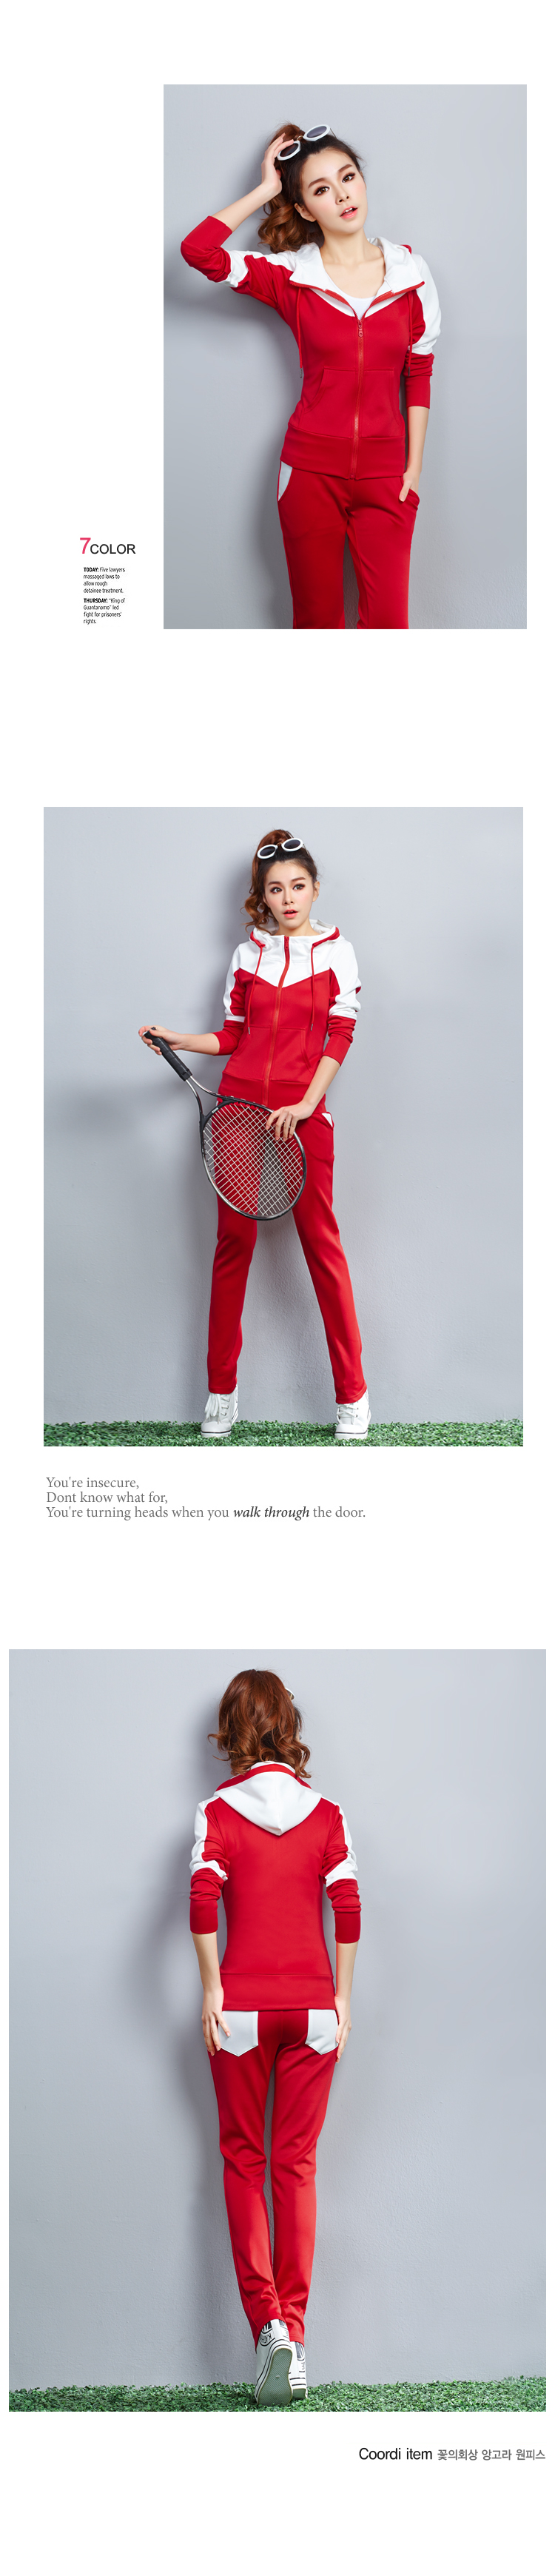 7COLOR
TODAY: Five lawyers
massaged laws to
allow rough
detainee treatment.
THURSDAY: "King of
Guantanamo" led
fight for prisoners'
rights.
You're insecure,
Dont know what for,
You're turning heads when you walk through the door.
Coordi item 꽃의회상 앙고라 원피스